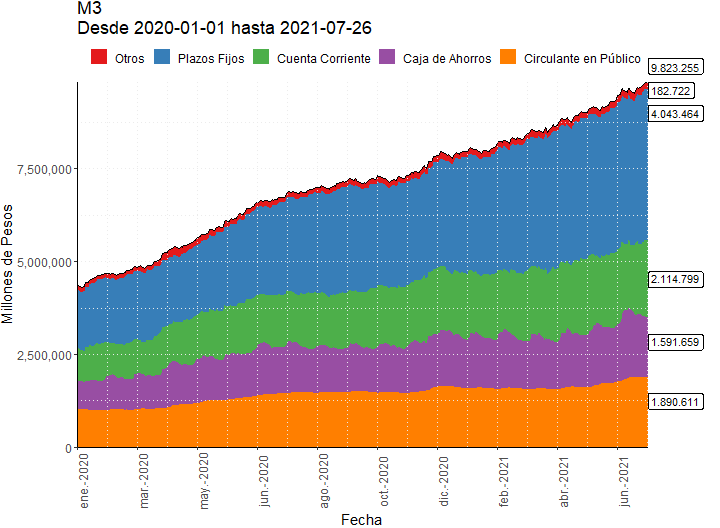 M3
Desde 2020-01-01 hasta 2021-07-26
Otros Plazos Fijos Cuenta Corriente Caja de Ahorros Circulante en Público
9.823.255
182.722
4.043.464
2.114.799
1.591.659
1.890.611
Millones de Pesos
7,500,000
5,000,000
2,500,000
0
ene.-2020
mar.-2020
may.-2020
jun.-2020
ago.-2020
oct.-2020
dic.-2020
feb.-2021
abr.-2021
jun.-2021
Fecha